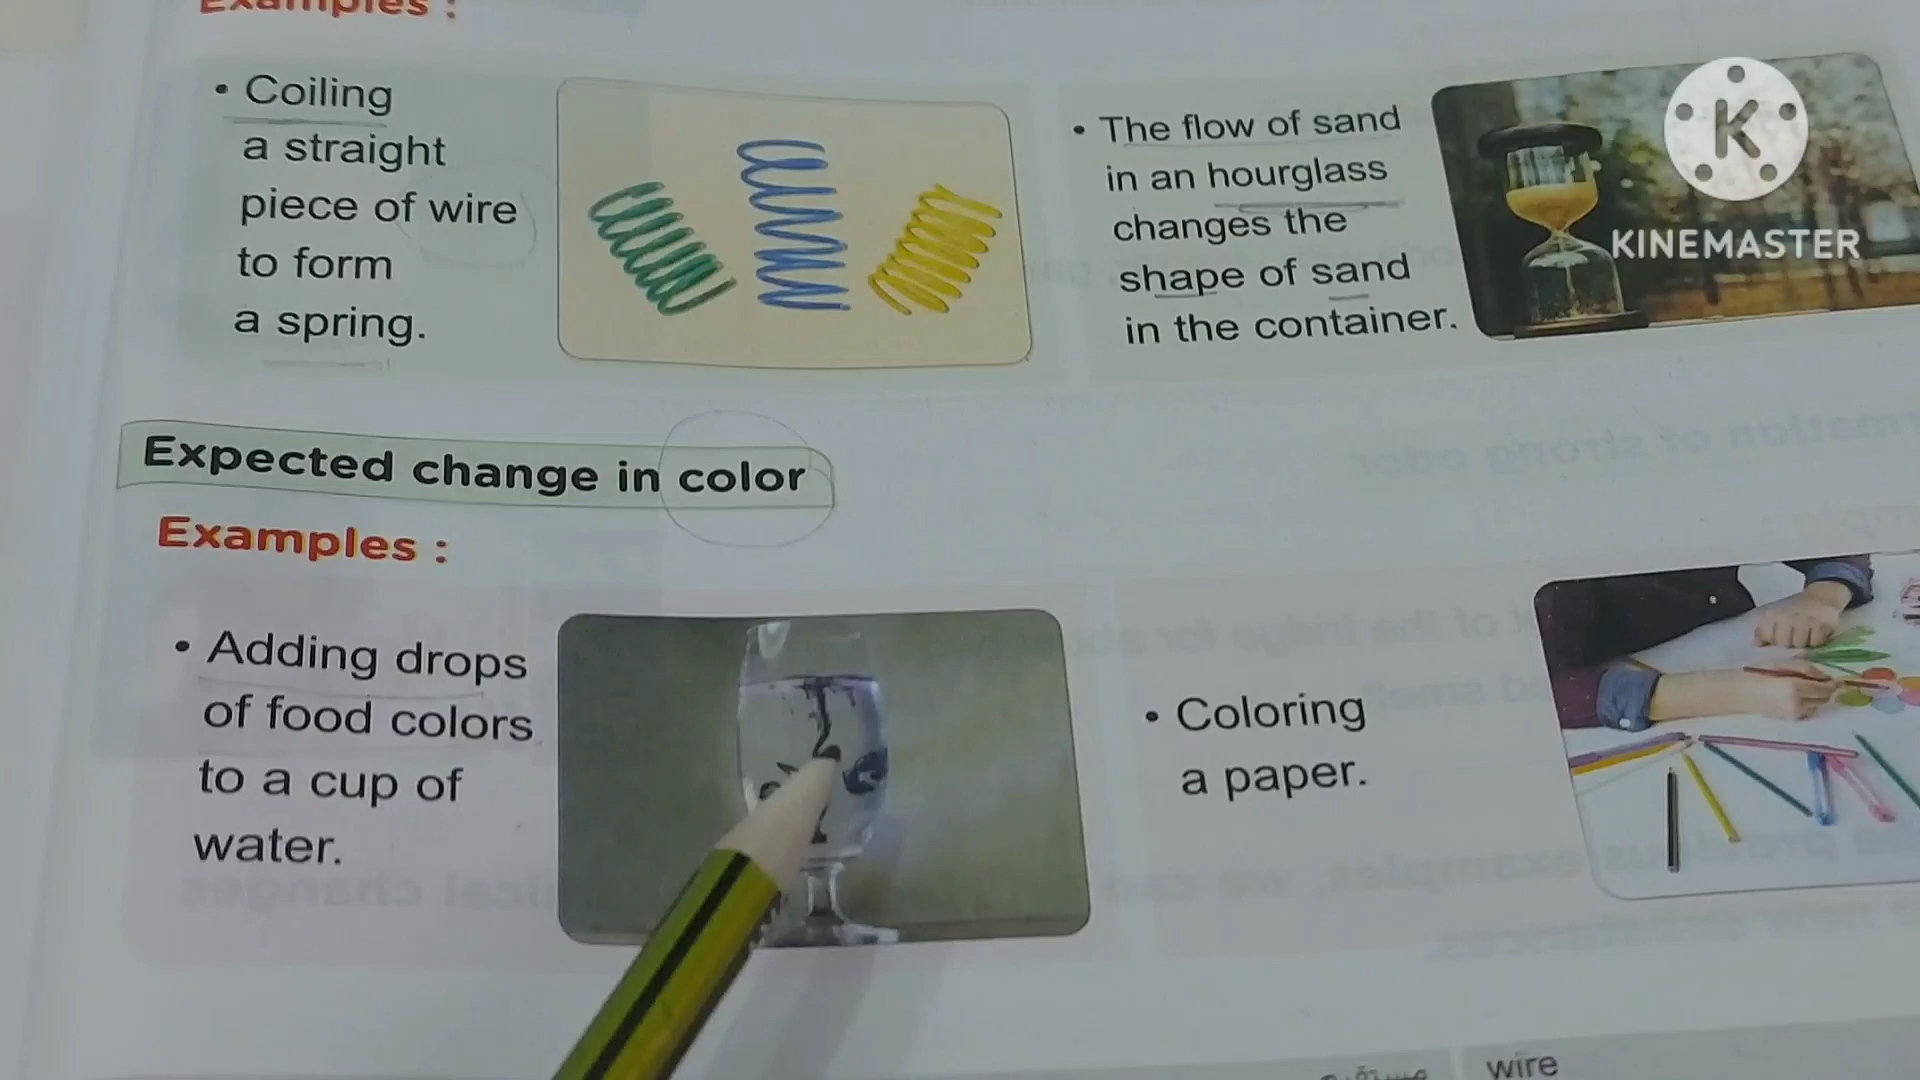 Examples :
• Coiling
a straight
piece of wire
to form
a spring.
• The flow of sand
in an hourglass
changes the
shape of sand
in the container.
KINEMASTER
Expected change in color
Examples :
• Adding drops
of food colors
to a cup of
water.
• Coloring
a paper.
wire